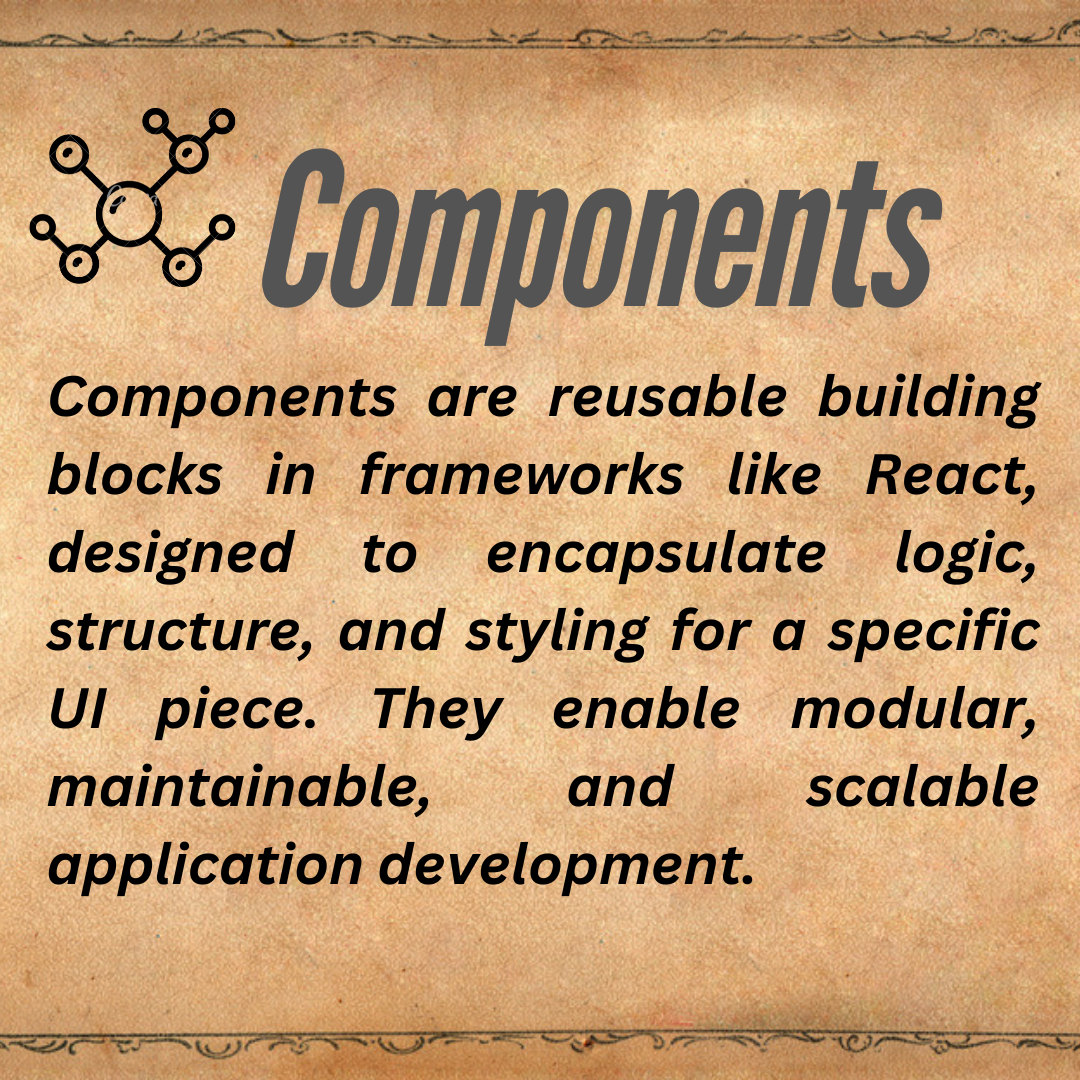 Components
Components are reusable building
blocks in frameworks like React,
designed to encapsulate logic,
structure, and styling for a specific
UI piece. They enable modular,
maintainable, and scalable
application development.